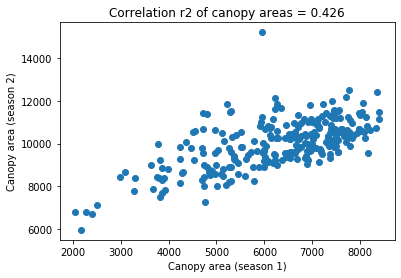 Correlation r2 of canopy areas = 0.426
Canopy area (season 2)
14000
12000
10000
8000
6000
2000 3000 4000 5000 6000 7000 8000
Canopy area (season 1)